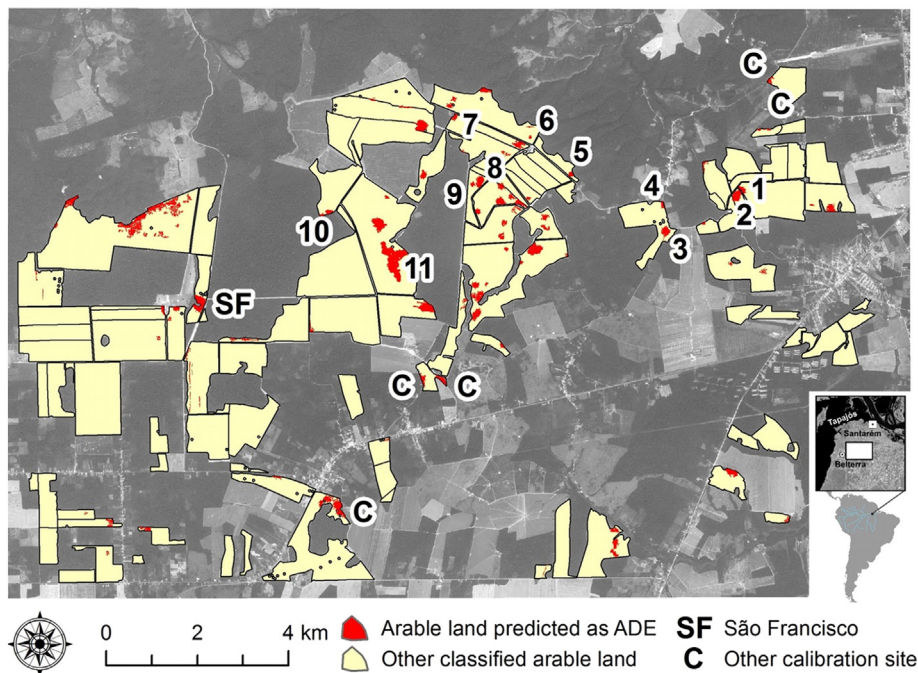 C
C
7
6
5
8
9
4
1
2
3
10
11
SF
C
C
C
Tapajós
Santarém
Belterra
0 2 4 km
Arable land predicted as ADE
Other classified arable land
SF São Francisco
C Other calibration site